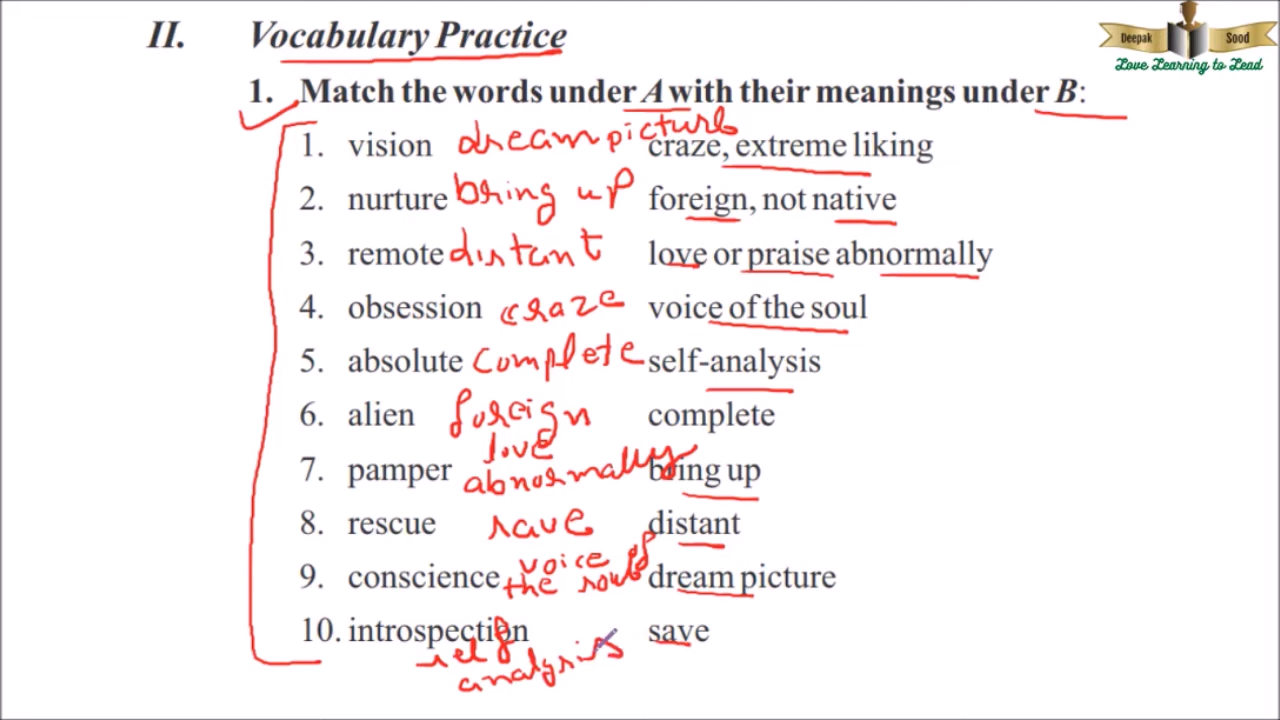 II. Vocabulary Practice
Deepak Sood
Love Learning to Lead
1. Match the words under A with their meanings under B:
1. vision dream picture craze, extreme liking
2. nurture bring up foreign, not native
3. remote distant love or praise abnormally
4. obsession craze voice of the soul
5. absolute complete self-analysis
6. alien foreign complete
love
7. pamper abnormally bring up
8. rescue save distant
voice of
9. conscience the soul dream picture
10. introspection save
self
analysis